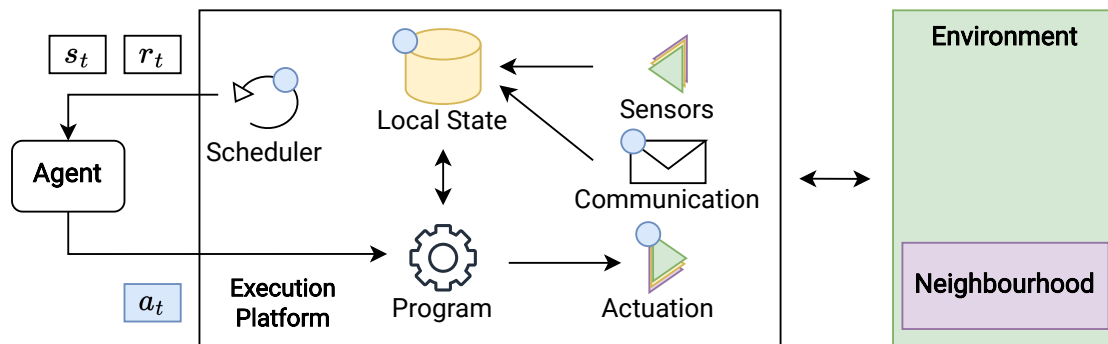 s_t r_t
Environment
Sensors
Local State
Scheduler
Agent
Communication
Neighbourhood
Execution
Platform
Program
Actuation
a_t